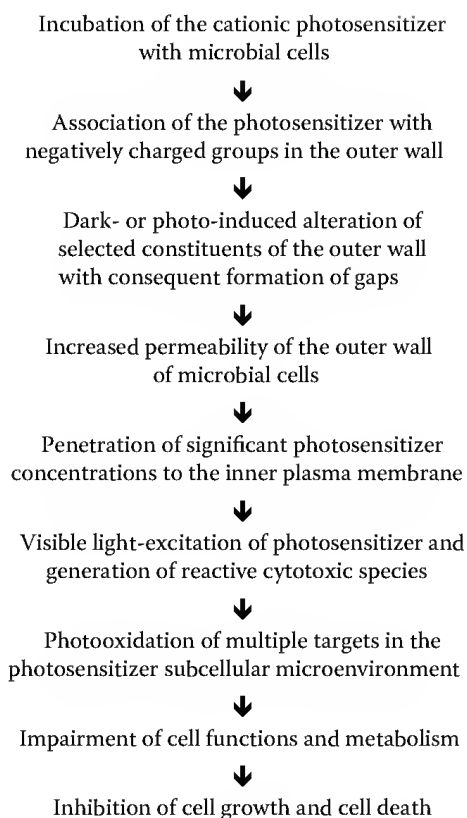 Incubation of the cationic photosensitizer
with microbial cells
Association of the photosensitizer with
negatively charged groups in the outer wall
Dark- or photo-induced alteration of
selected constituents of the outer wall
with consequent formation of gaps
Increased permeability of the outer wall
of microbial cells
Penetration of significant photosensitizer
concentrations to the inner plasma membrane
Visible light-excitation of photosensitizer and
generation of reactive cytotoxic species
Photooxidation of multiple targets in the
photosensitizer subcellular microenvironment
Impairment of cell functions and metabolism
Inhibition of cell growth and cell death